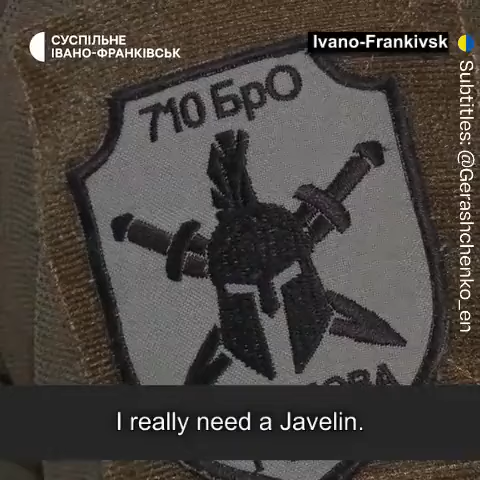 СУСПІЛЬНЕ
ІВАНО-ФРАНКІВСЬК
Ivano-Frankivsk
Subtitles: @Gerashchenko_en
710 БрО
I really need a Javelin.